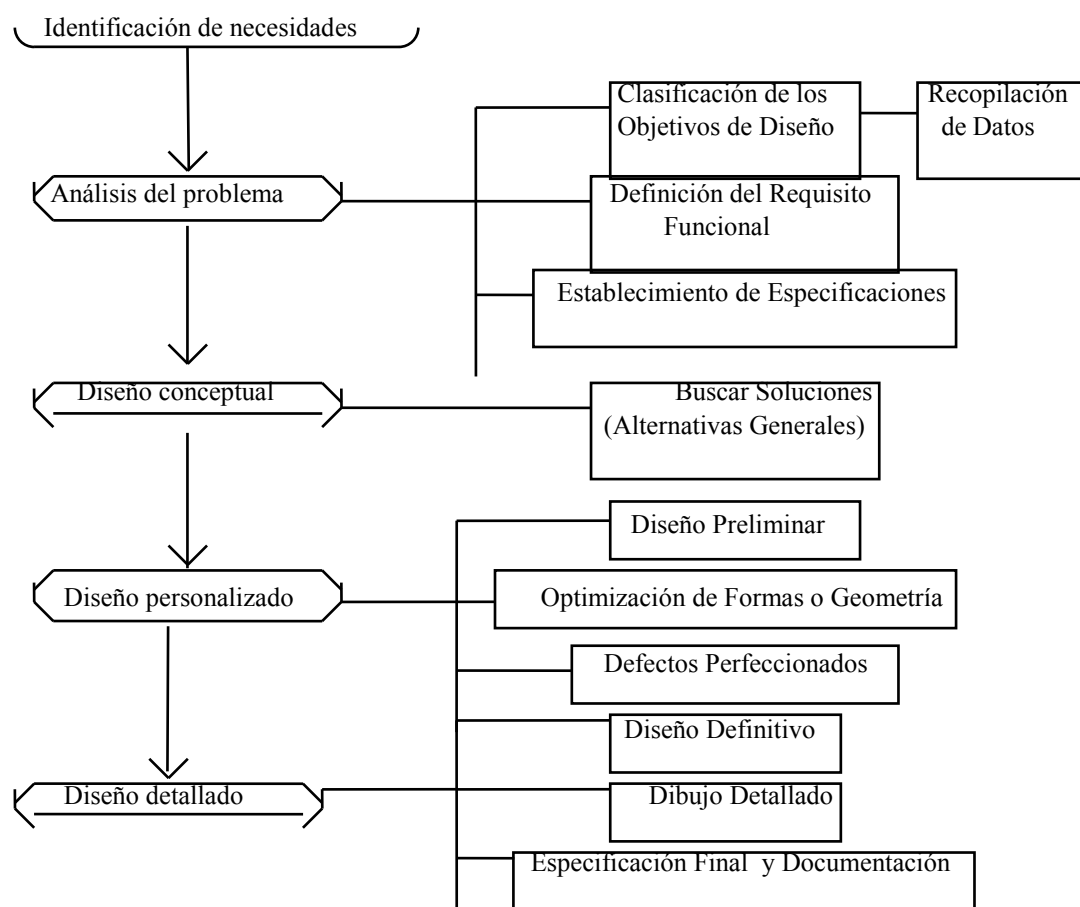 Identificación de necesidades
Clasificación de los
Objetivos de Diseño
Recopilación
de Datos
Análisis del problema
Definición del Requisito
Funcional
Establecimiento de Especificaciones
Diseño conceptual
Buscar Soluciones
(Alternativas Generales)
Diseño Preliminar
Diseño personalizado
Optimización de Formas o Geometría
Defectos Perfeccionados
Diseño Definitivo
Diseño detallado
Dibujo Detallado
Especificación Final y Documentación